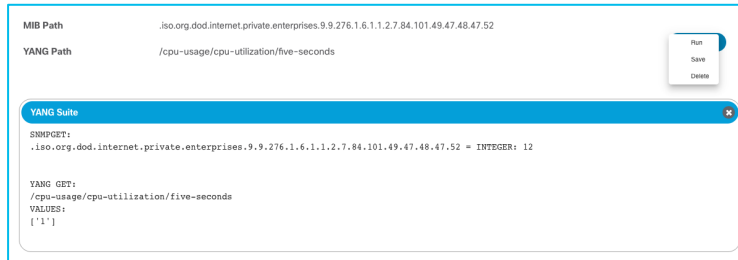 MIB Path .iso.org.dod.internet.private.enterprises.9.9.276.1.6.1.1.2.7.84.101.49.47.48.47.52
YANG Path /cpu-usage/cpu-utilization/five-seconds
Run
Save
Delete
YANG Suite
SNMPGET:
.iso.org.dod.internet.private.enterprises.9.9.276.1.6.1.1.2.7.84.101.49.47.48.47.52 = INTEGER: 12
YANG GET:
/cpu-usage/cpu-utilization/five-seconds
VALUES:
['1']